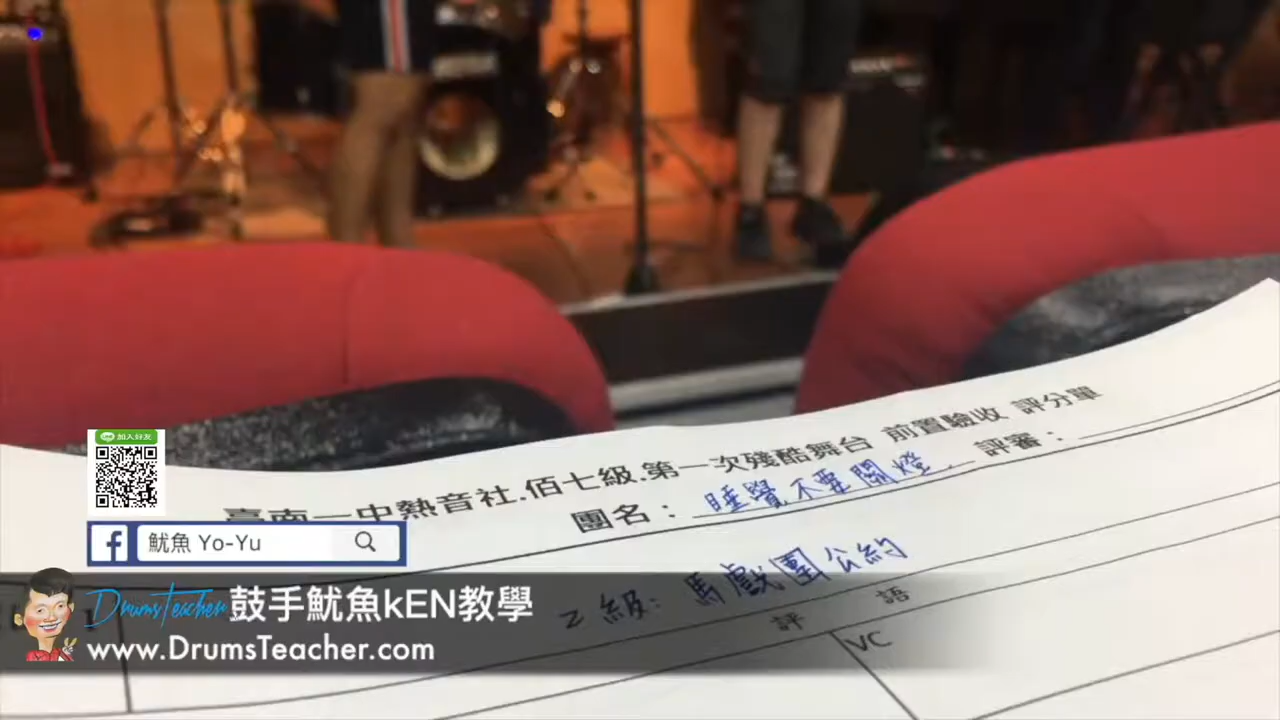 臺南一中熱音社.佰七級.第一次殘酷舞台 前置驗收 評分單
團名：睡覺不要關燈. 評審：
乙級：馬戲團公約
評 語
VC
加入好友
魷魚 Yo-Yu
DrumsTeacher 鼓手魷魚kEN教學
www.DrumsTeacher.com